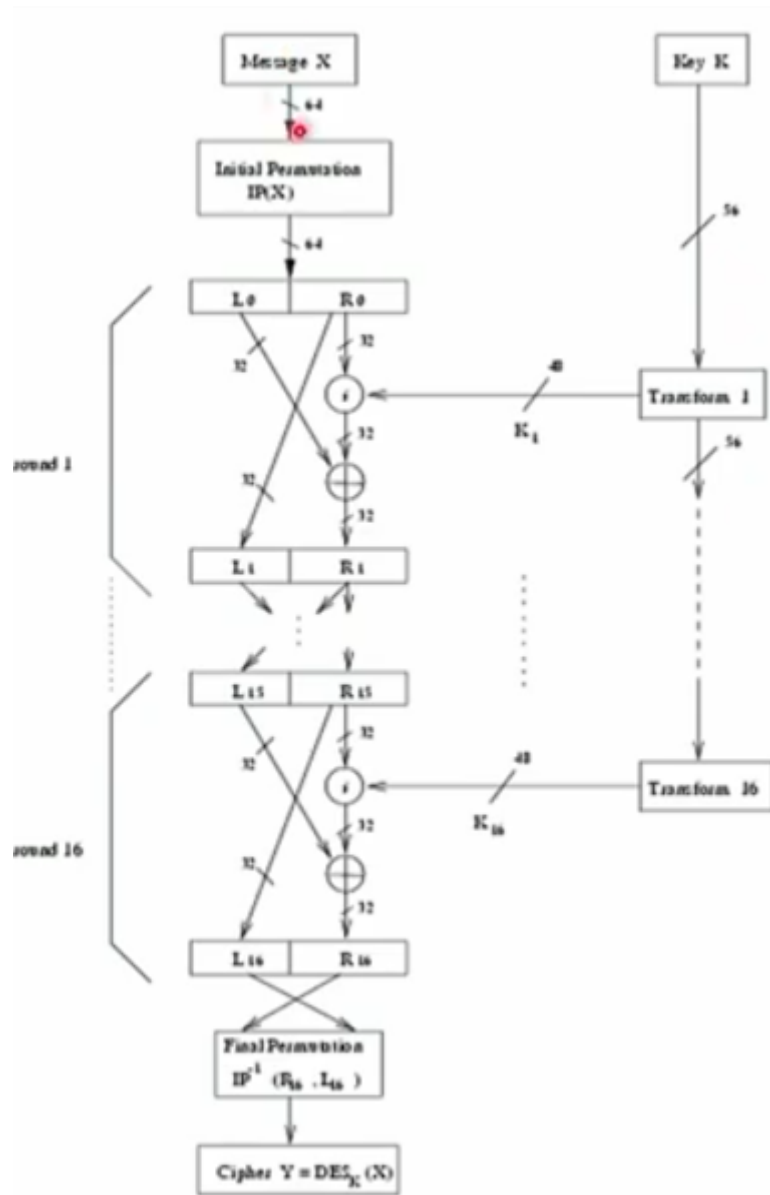 Message X
Key K
64
Initial Permutation
IP(X)
56
64
L0 R0
32
32
48
f
Transform 1
K1
32
56
ound 1
32
32
L1 R1
L15 R15
32
32
48
f
Transform 16
K16
32
ound 16
32
32
L16 R16
Final Permutation
IP-1 (R16, L16)
Cipher Y = DESK (X)